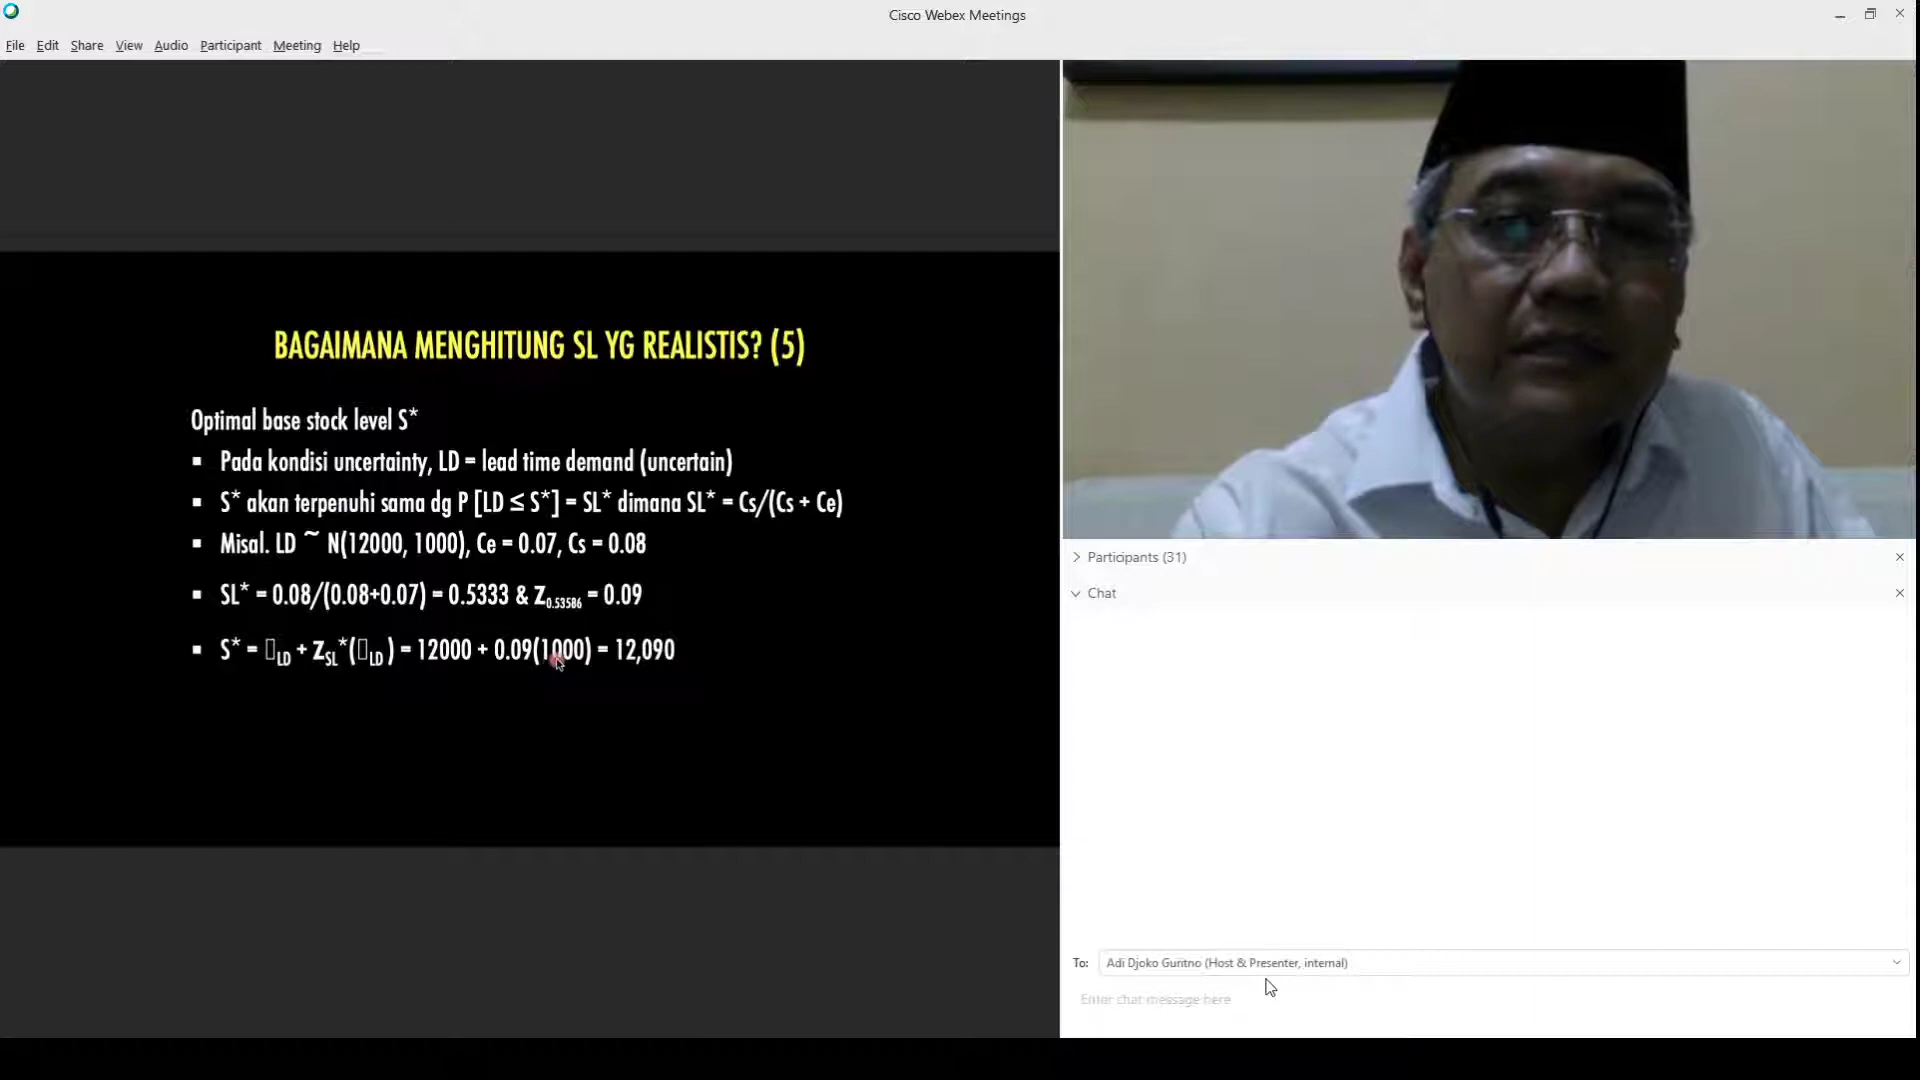 Cisco Webex Meetings
File Edit Share View Audio Participant Meeting Help
BAGAIMANA MENGHITUNG SL YG REALISTIS? (5)
Optimal base stock level S*
▪ Pada kondisi uncertainty, LD = lead time demand (uncertain)
▪ S* akan terpenuhi sama dg P [LD ≤ S*] = SL* dimana SL* = Cs/(Cs + Ce)
▪ Misal. LD ~ N(12000, 1000), Ce = 0.07, Cs = 0.08
▪ SL* = 0.08/(0.08+0.07) = 0.5333 & z0.53586 = 0.09
▪ S* = ▯LD + zSL*(▯LD ) = 12000 + 0.09(1000) = 12,090
Participants (31)
Chat
To: Adi Djoko Guritno (Host & Presenter, internal)
Enter chat message here